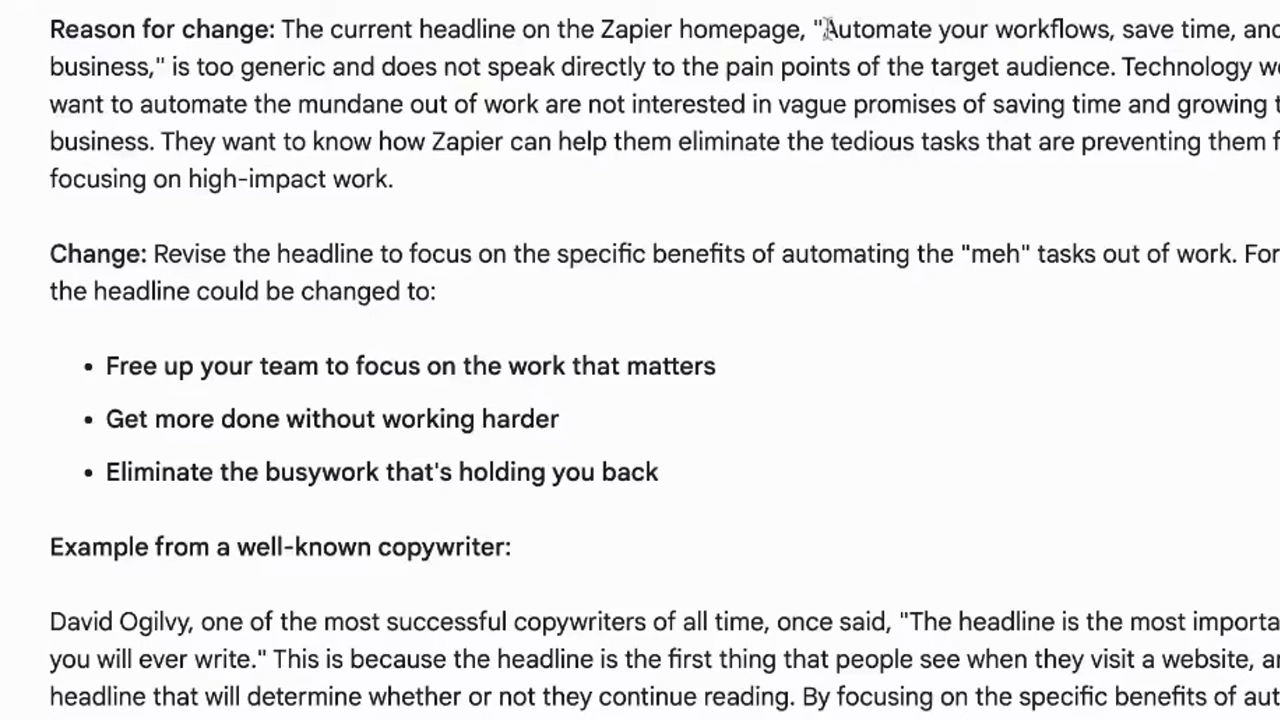 Reason for change: The current headline on the Zapier homepage, "Automate your workflows, save time, and
business," is too generic and does not speak directly to the pain points of the target audience. Technology
want to automate the mundane out of work are not interested in vague promises of saving time and growing
business. They want to know how Zapier can help them eliminate the tedious tasks that are preventing them
focusing on high-impact work.
Change: Revise the headline to focus on the specific benefits of automating the "meh" tasks out of work. For
the headline could be changed to:
• Free up your team to focus on the work that matters
• Get more done without working harder
• Eliminate the busywork that's holding you back
Example from a well-known copywriter:
David Ogilvy, one of the most successful copywriters of all time, once said, "The headline is the most
you will ever write." This is because the headline is the first thing that people see when they visit a website,
headline that will determine whether or not they continue reading. By focusing on the specific benefits of